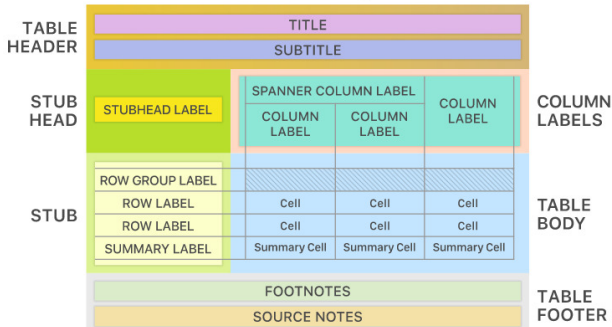 TABLE
HEADER
TITLE
SUBTITLE
STUB
HEAD
STUBHEAD LABEL
SPANNER COLUMN LABEL
COLUMN
LABEL
COLUMN
LABEL
COLUMN
LABEL
COLUMN
LABELS
STUB
ROW GROUP LABEL
ROW LABEL Cell Cell Cell
ROW LABEL Cell Cell Cell
SUMMARY LABEL Summary Cell Summary Cell Summary Cell
TABLE
BODY
FOOTNOTES
SOURCE NOTES
TABLE
FOOTER